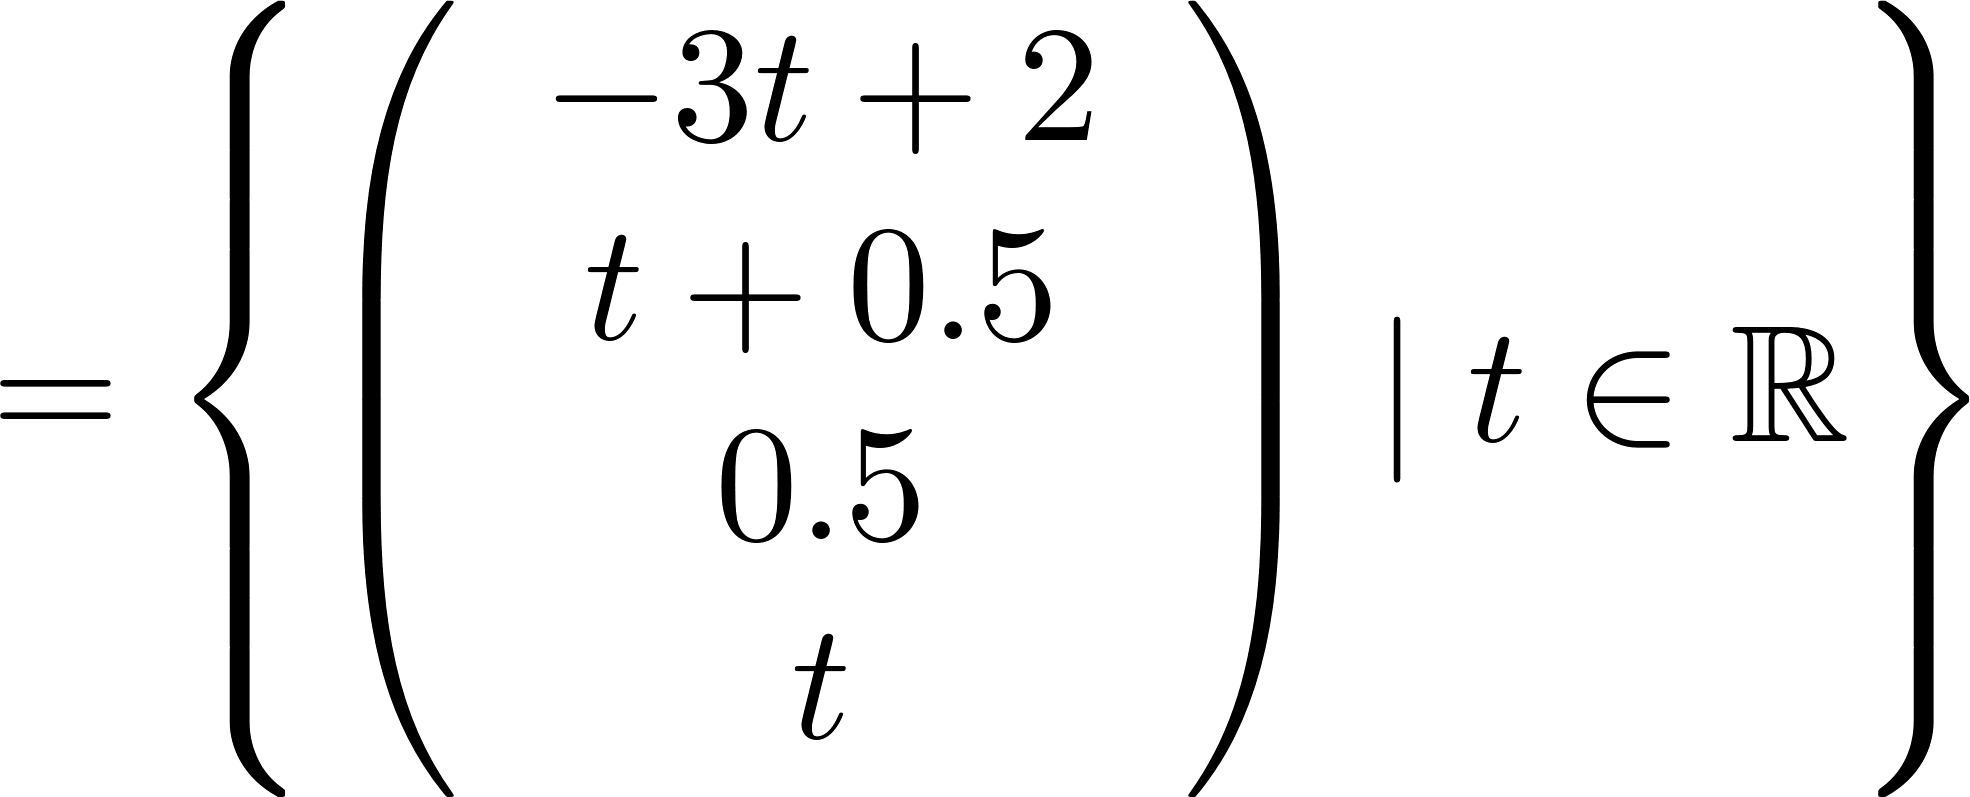 = { ( −3t + 2
t + 0.5
0.5
t ) | t ∈ ℝ }